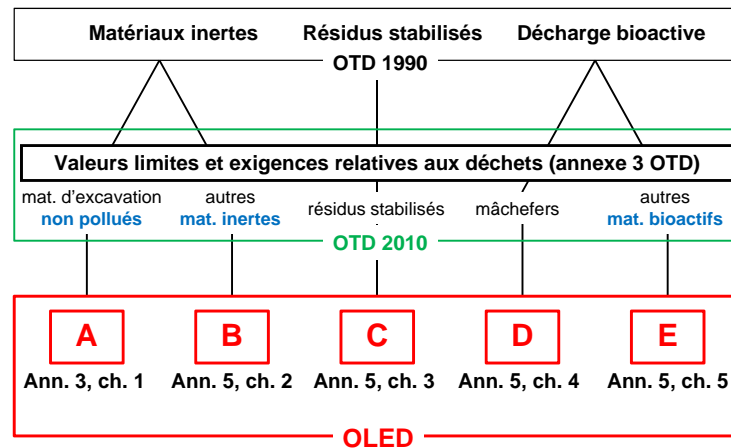 Matériaux inertes Résidus stabilisés Décharge bioactive
OTD 1990
Valeurs limites et exigences relatives aux déchets (annexe 3 OTD)
mat. d'excavation autres résidus stabilisés mâchefers autres
non pollués mat. inertes mat. bioactifs
OTD 2010
A B C D E
Ann. 3, ch. 1 Ann. 5, ch. 2 Ann. 5, ch. 3 Ann. 5, ch. 4 Ann. 5, ch. 5
OLED